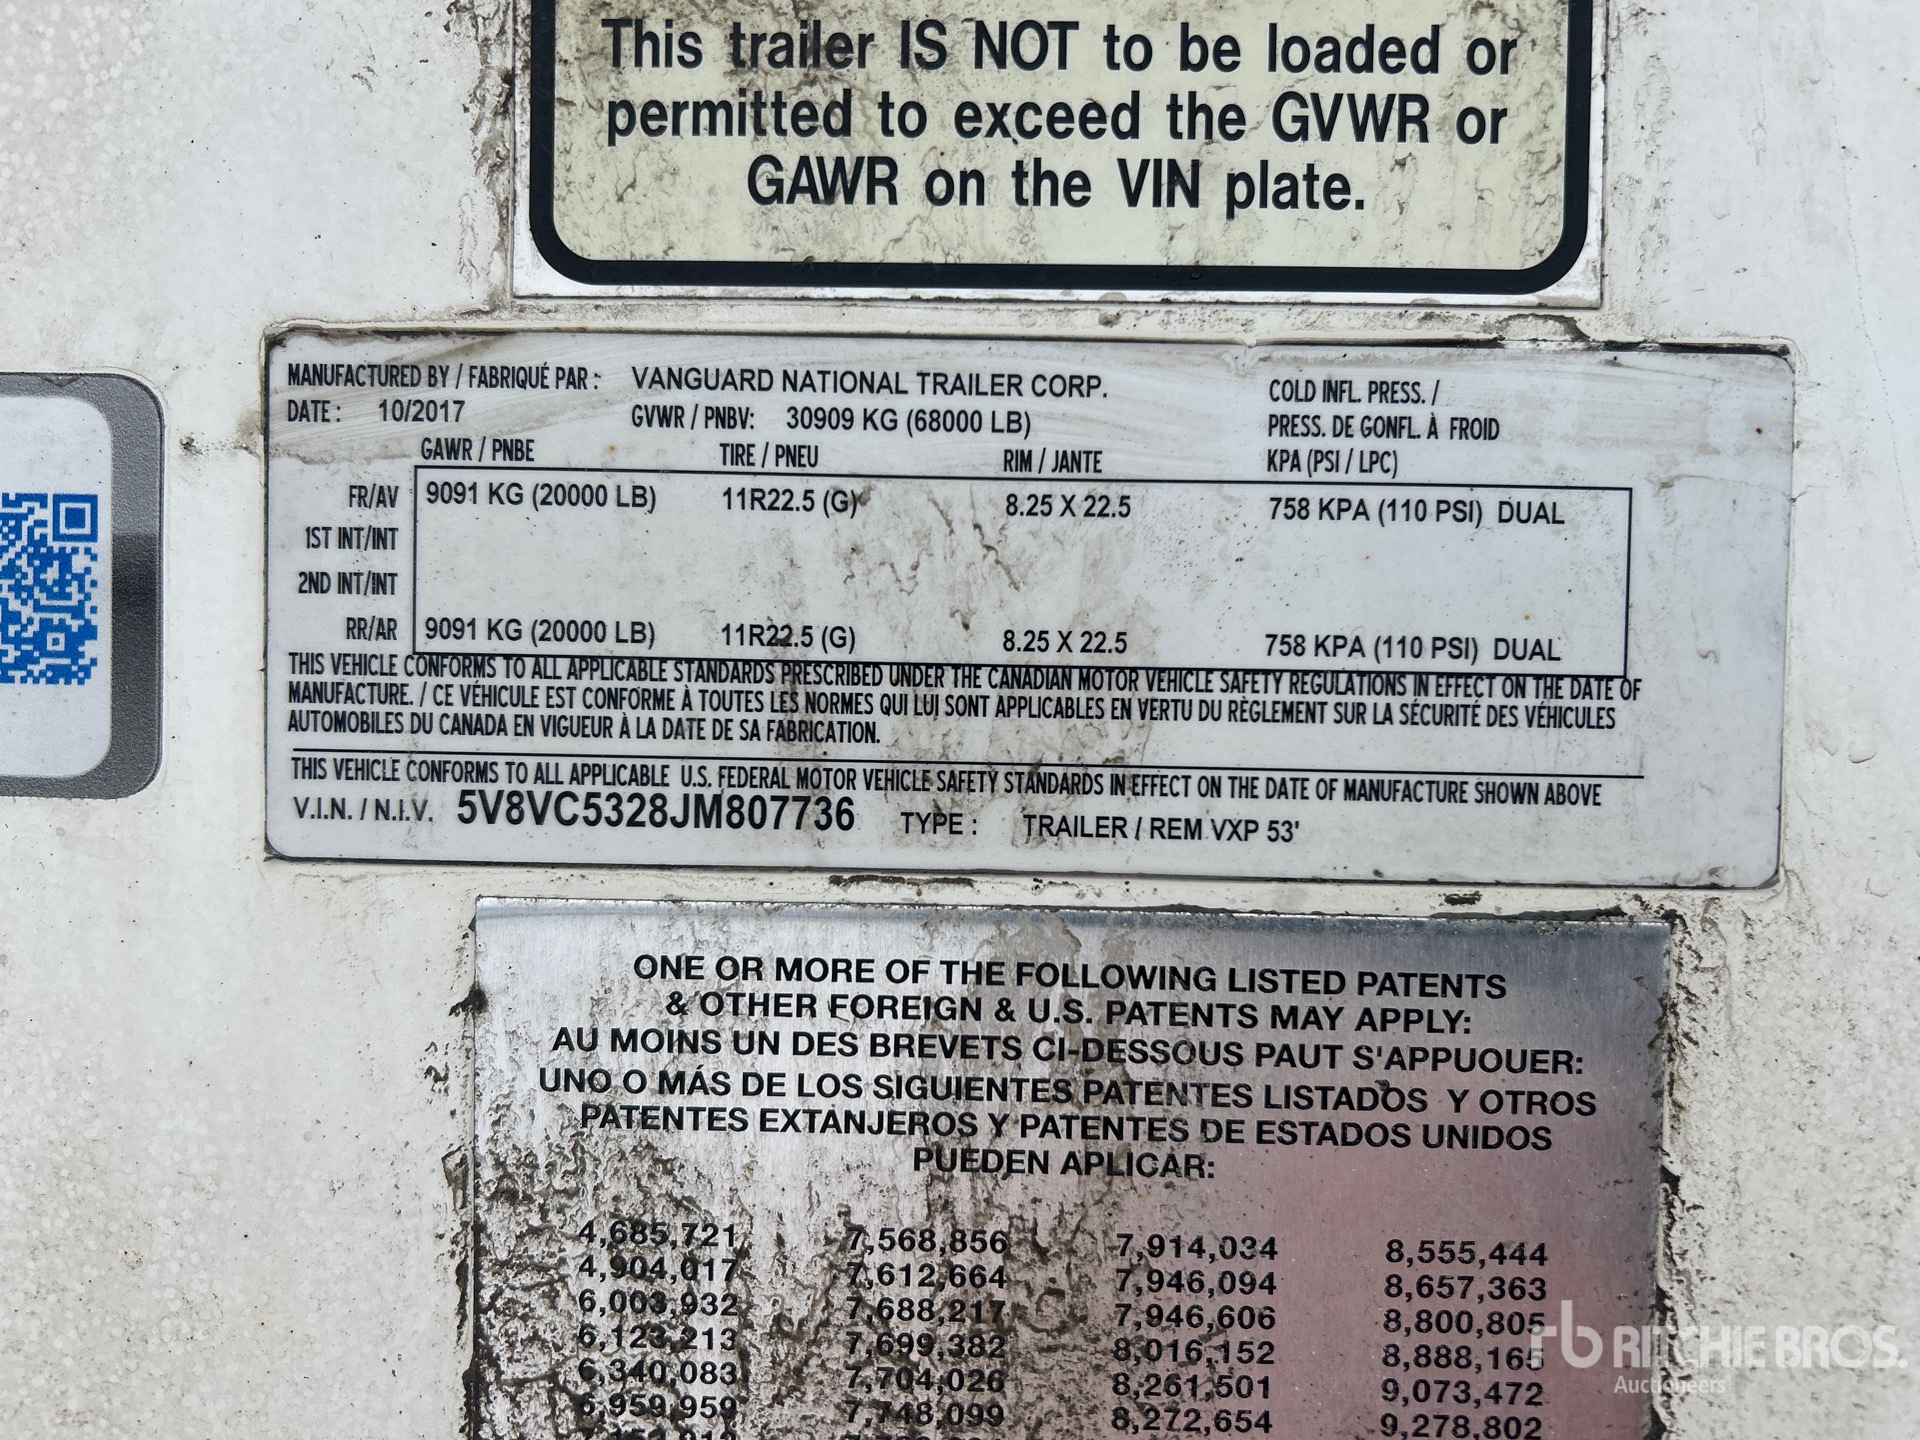 This trailer IS NOT to be loaded or
permitted to exceed the GVWR or
GAWR on the VIN plate.
MANUFACTURED BY / FABRIQUÉ PAR : VANGUARD NATIONAL TRAILER CORP.
DATE : 10/2017 GVWR / PNBV: 30909 KG (68000 LB)
COLD INFL. PRESS. /
PRESS. DE GONFL. À FROID
KPA (PSI / LPC)
GAWR / PNBE TIRE / PNEU RIM / JANTE
FR/AV 9091 KG (20000 LB) 11R22.5 (G) 8.25 X 22.5 758 KPA (110 PSI) DUAL
1ST INT/INT
2ND INT/INT
RR/AR 9091 KG (20000 LB) 11R22.5 (G) 8.25 X 22.5 758 KPA (110 PSI) DUAL
THIS VEHICLE CONFORMS TO ALL APPLICABLE STANDARDS PRESCRIBED UNDER THE CANADIAN MOTOR VEHICLE SAFETY REGULATIONS IN EFFECT ON THE DATE OF
MANUFACTURE. / CE VÉHICULE EST CONFORME À TOUTES LES NORMES QUI LUI SONT APPLICABLES EN VERTU DU RÈGLEMENT SUR LA SÉCURITÉ DES VÉHICULES
AUTOMOBILES DU CANADA EN VIGUEUR À LA DATE DE SA FABRICATION.
THIS VEHICLE CONFORMS TO ALL APPLICABLE U.S. FEDERAL MOTOR VEHICLE SAFETY STANDARDS IN EFFECT ON THE DATE OF MANUFACTURE SHOWN ABOVE
V.I.N. / N.I.V. 5V8VC5328JM807736 TYPE : TRAILER / REM VXP 53'
ONE OR MORE OF THE FOLLOWING LISTED PATENTS
& OTHER FOREIGN & U.S. PATENTS MAY APPLY:
AU MOINS UN DES BREVETS CI-DESSOUS PAUT S'APPUOUER:
UNO O MÁS DE LOS SIGUIENTES PATENTES LISTADOS Y OTROS
PATENTES EXTANJEROS Y PATENTES DE ESTADOS UNIDOS
PUEDEN APLICAR:
4,685,721 7,568,856 7,914,034 8,555,444
4,904,017 7,612,664 7,946,094 8,657,363
6,003,932 7,688,217 7,946,606 8,800,805
6,123,213 7,699,382 8,016,152 8,888,165
6,340,083 7,704,026 8,261,501 9,073,472
6,959,959 7,748,099 8,272,654 9,278,802
rb RITCHIE BROS.
Auctioneers